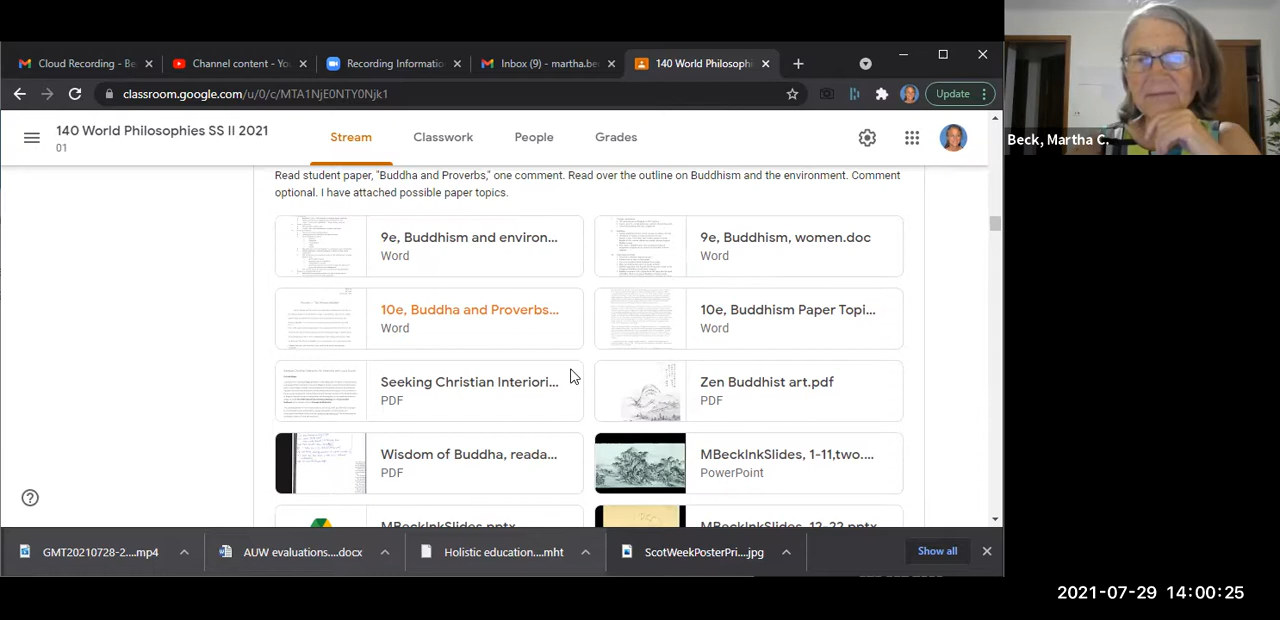 Cloud Recording - Be
Channel content - Yo
Recording Informatio
Inbox (9) - martha.be
140 World Philosophi
classroom.google.com/u/0/c/MTA1NjE0NTY0Njk1
Update
140 World Philosophies SS II 2021
01
Stream
Classwork
People
Grades
Beck, Martha C.
Read student paper, "Buddha and Proverbs," one comment. Read over the outline on Buddhism and the environment. Comment
optional. I have attached possible paper topics.
Buddhism and environ...
Word
9e, Buddhism women.doc
Word
10e, Buddha and Proverbs...
Word
10e, Buddhism Paper Topi...
Word
Seeking Christian Interiori...
PDF
Zen Buddhist art.pdf
PDF
Wisdom of Buddha, reada...
PDF
MBeckInkSlides, 1-11,two....
PowerPoint
MBeckInkSlides.pptx
MBeckInkSlides, 12-22.pptx
GMT20210728-2....mp4
AUW evaluations....docx
Holistic education....mht
ScotWeekPosterPri....jpg
Show all
2021-07-29 14:00:25